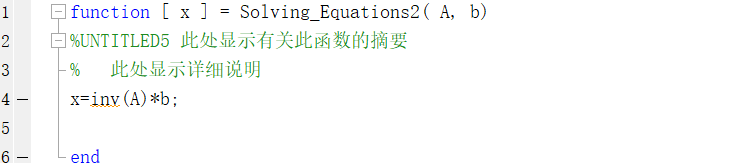 1 function [ x ] = Solving_Equations2( A, b)
2 %UNTITLED5 此处显示有关此函数的摘要
3 %   此处显示详细说明
4 — x=inv(A)*b;
5
6 — end